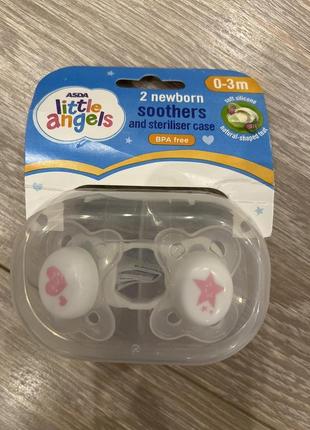 ASDA
little
angels
2 newborn
soothers
and steriliser case
BPA free
0-3m
soft silicone
natural-shaped teat